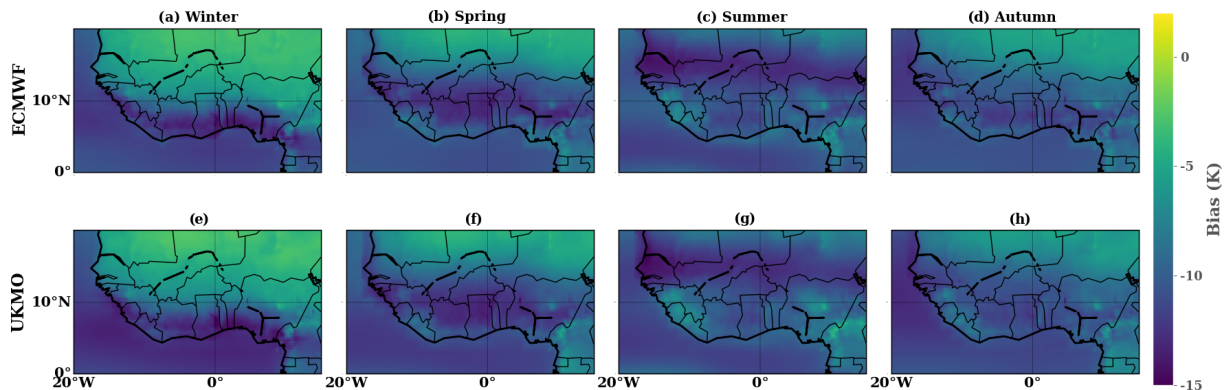 (a) Winter
(b) Spring
(c) Summer
(d) Autumn
ECMWF
10°N
0°
0
-5
-10
-15
Bias (K)
(e)
(f)
(g)
(h)
UKMO
10°N
0°
20°W
0°
20°W
0°
20°W
0°
20°W
0°